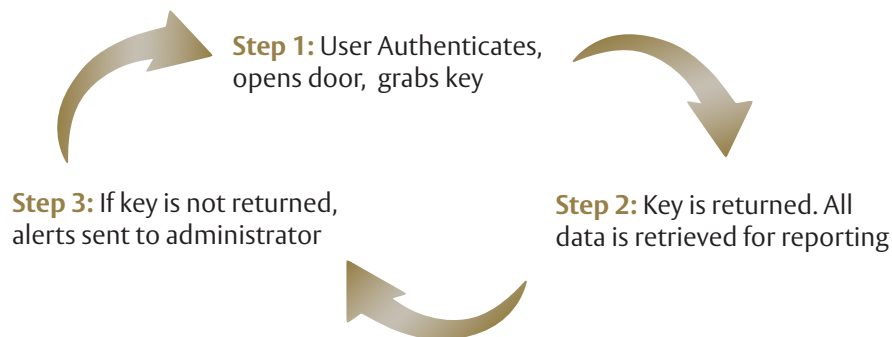 Step 1: User Authenticates,
opens door, grabs key
Step 2: Key is returned. All
data is retrieved for reporting
Step 3: If key is not returned,
alerts sent to administrator